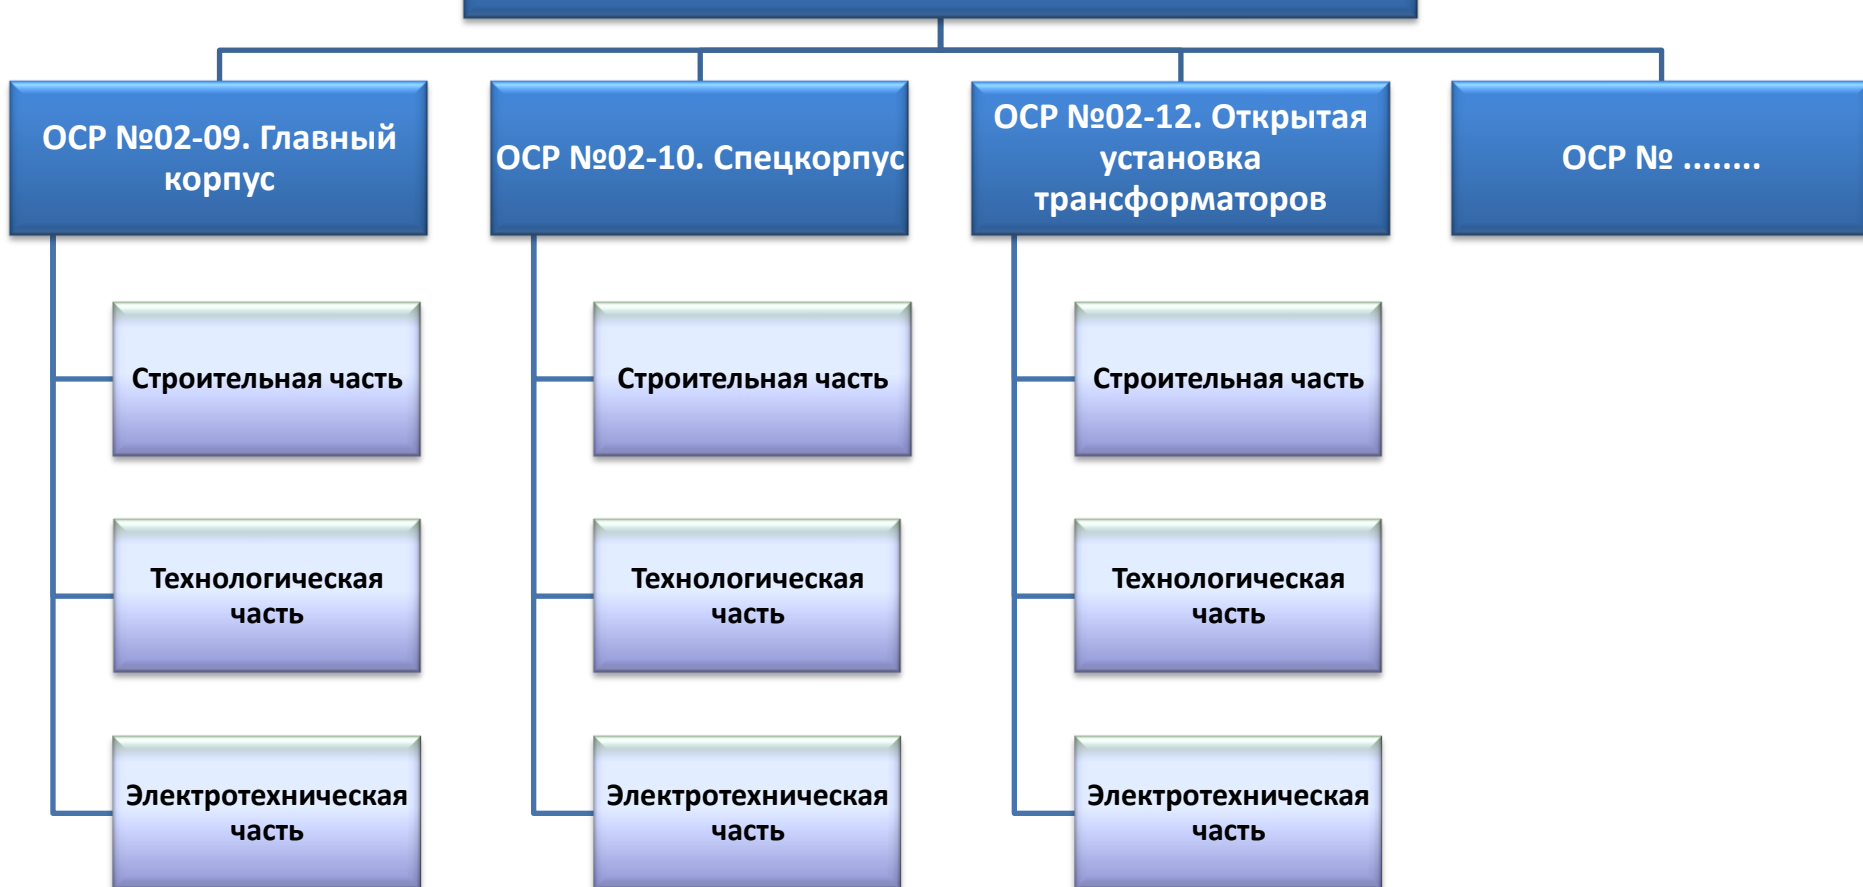 ОСР №02-09. Главный
корпус
ОСР №02-10. Спецкорпус
ОСР №02-12. Открытая
установка
трансформаторов
ОСР № ........
Строительная часть
Строительная часть
Строительная часть
Технологическая
часть
Технологическая
часть
Технологическая
часть
Электротехническая
часть
Электротехническая
часть
Электротехническая
часть